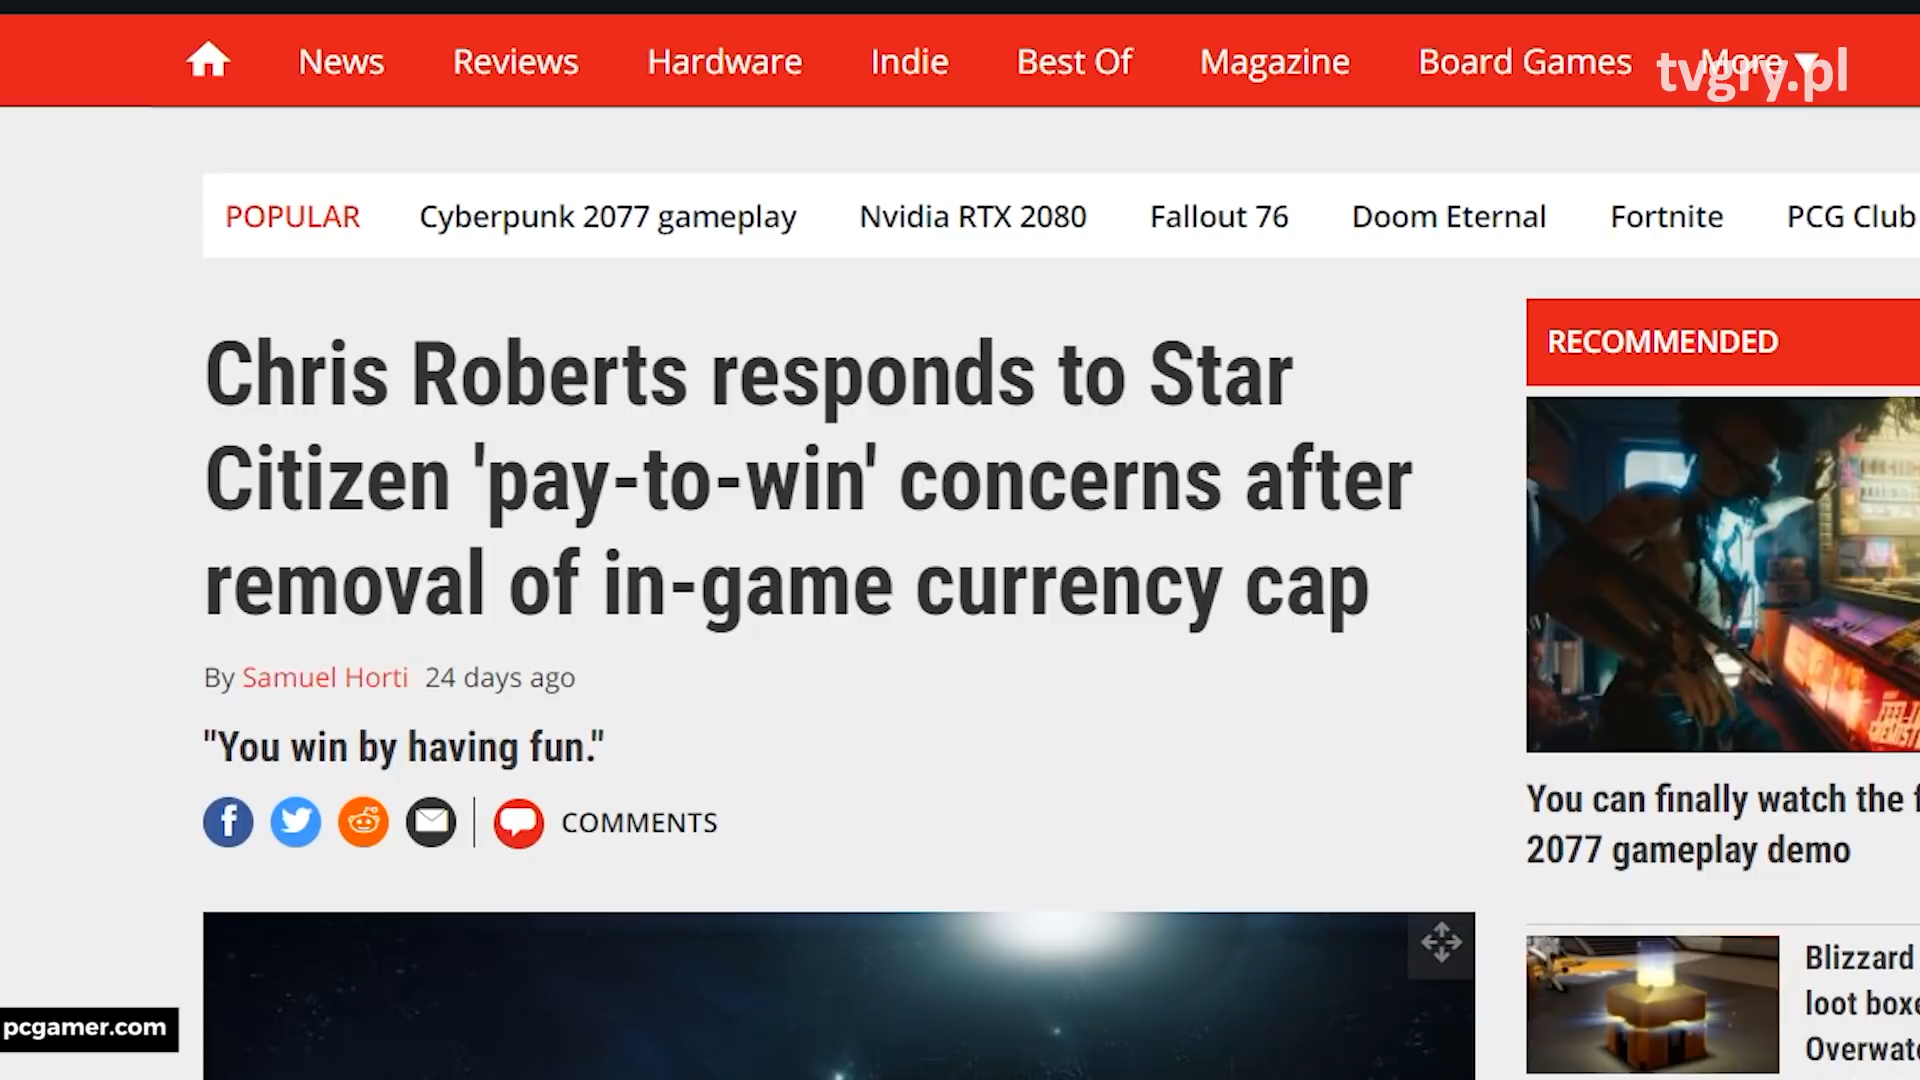 News Reviews Hardware Indie Best Of Magazine Board Games More
tvgry.pl
POPULAR Cyberpunk 2077 gameplay Nvidia RTX 2080 Fallout 76 Doom Eternal Fortnite PCG Club
Chris Roberts responds to Star
Citizen 'pay-to-win' concerns after
removal of in-game currency cap
By Samuel Horti 24 days ago
"You win by having fun."
COMMENTS
RECOMMENDED
You can finally watch the
2077 gameplay demo
Blizzard
loot
pcgamer.com